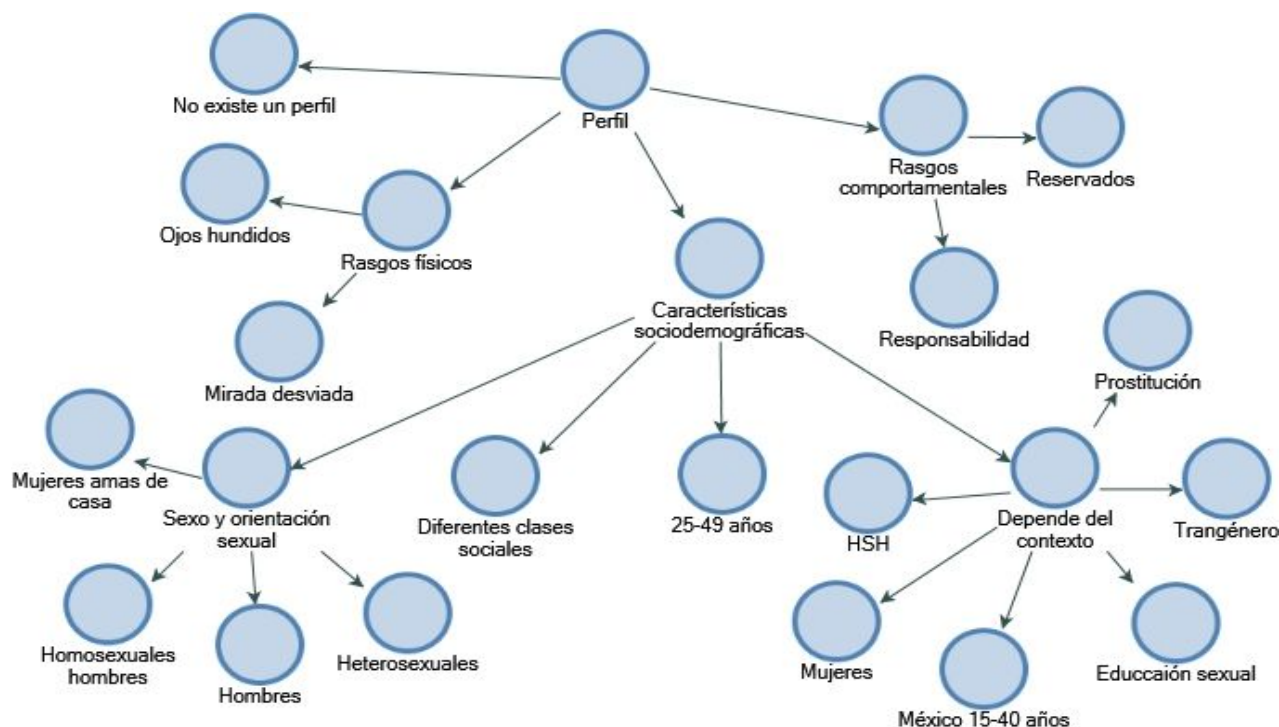 No existe un perfil
Perfil
Rasgos
comportamentales
Reservados
Ojos hundidos
Rasgos físicos
Mirada desviada
Características
sociodemográficas
Responsabilidad
Prostitución
Mujeres amas de
casa
Sexo y orientación
sexual
Diferentes clases
sociales
25-49 años
HSH
Depende del
contexto
Trangénero
Homosexuales
hombres
Hombres
Heterosexuales
Mujeres
México 15-40 años
Educcaión sexual